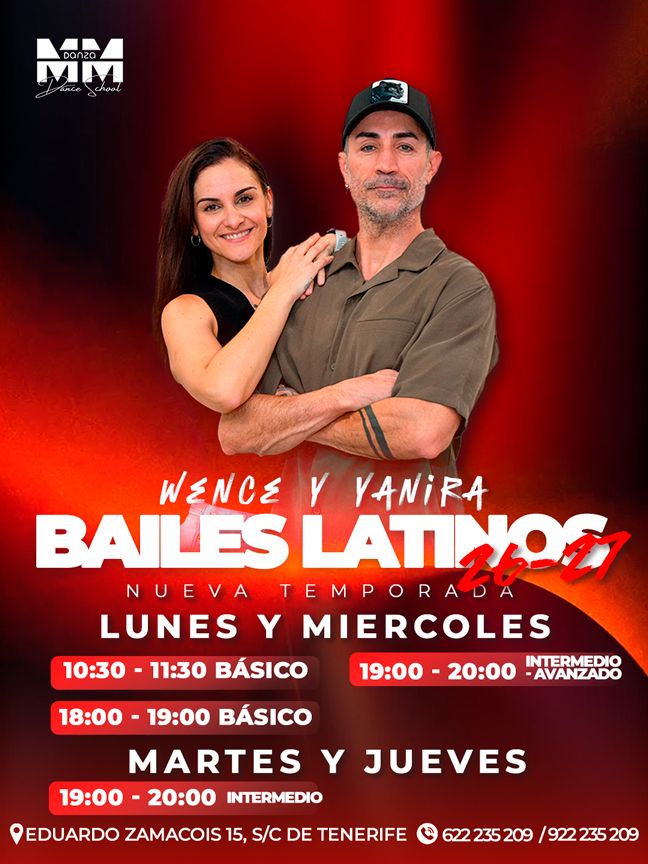 MM
DANZA
MM
Dance School
WENCE Y YANIRA
BAILES LATINOS
26-27
NUEVA TEMPORADA
LUNES Y MIERCOLES
10:30 - 11:30 BÁSICO
19:00 - 20:00 INTERMEDIO
- AVANZADO
18:00 - 19:00 BÁSICO
MARTES Y JUEVES
19:00 - 20:00 INTERMEDIO
EDUARDO ZAMACOIS 15, S/C DE TENERIFE 622 235 209 / 922 235 209